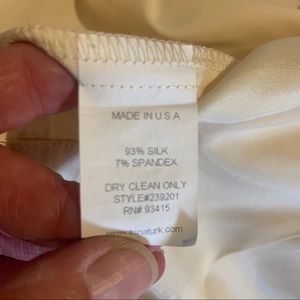 MADE IN U.S.A
93% SILK
7% SPANDEX
DRY CLEAN ONLY
STYLE#239201
RN# 93415
www.trinaturk.com